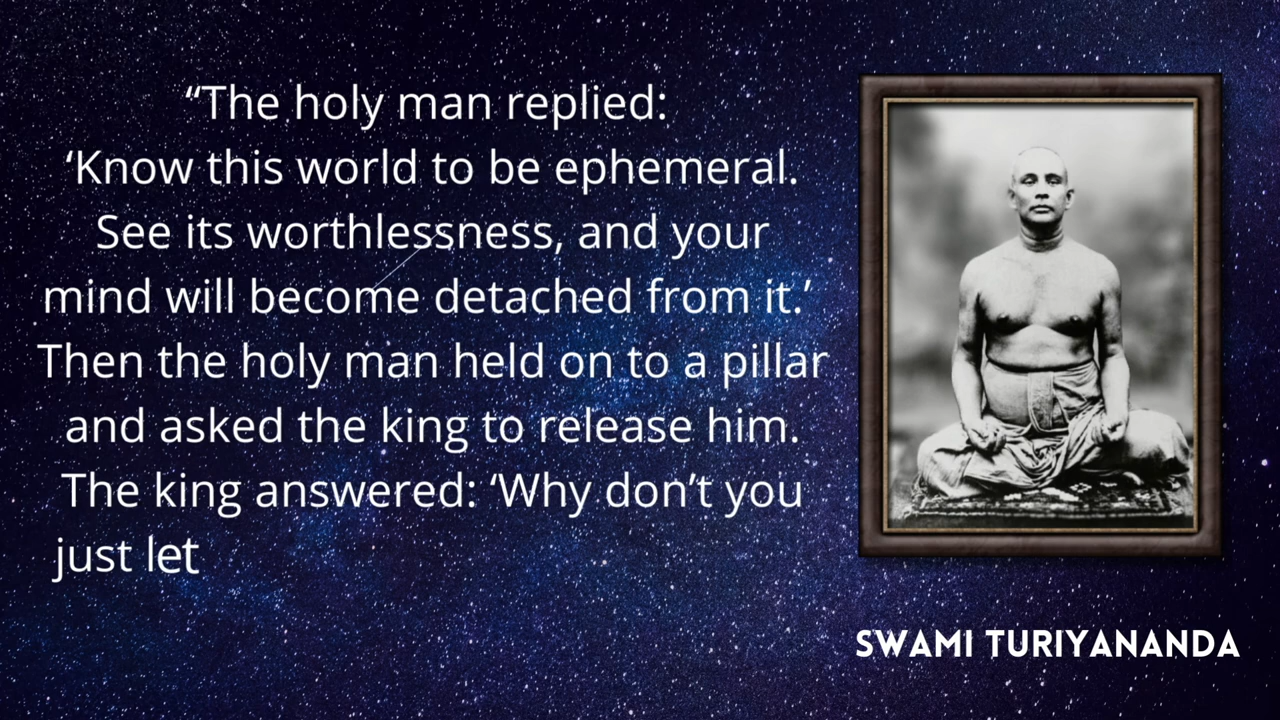 “The holy man replied:
‘Know this world to be ephemeral.
See its worthlessness, and your
mind will become detached from it.’
Then the holy man held on to a pillar
and asked the king to release him.
The king answered: ‘Why don’t you
just let
SWAMI TURIYANANDA